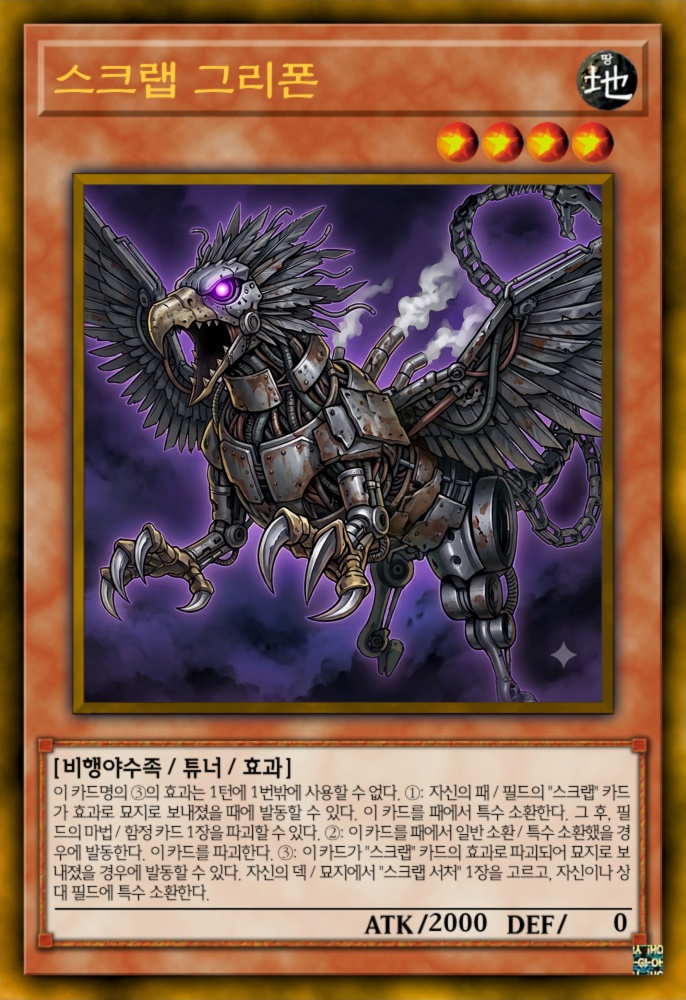 스크랩 그리폰
땅
地
[비행야수족 / 튜너 / 효과]
이 카드명의 ③의 효과는 1턴에 1번밖에 사용할 수 없다. ①: 자신의 패 / 필드의 "스크랩" 카드
가 효과로 묘지로 보내졌을 때에 발동할 수 있다. 이 카드를 패에서 특수 소환한다. 그 후, 필
드의 마법 / 함정 카드 1장을 파괴할 수 있다. ②: 이 카드를 패에서 일반 소환 / 특수 소환했을 경
우에 발동한다. 이 카드를 파괴한다. ③: 이 카드가 "스크랩" 카드의 효과로 파괴되어 묘지로 보
내졌을 경우에 발동할 수 있다. 자신의 덱 / 묘지에서 "스크랩 서처" 1장을 고르고, 자신이나 상
대 필드에 특수 소환한다.
ATK/2000 DEF/ 0